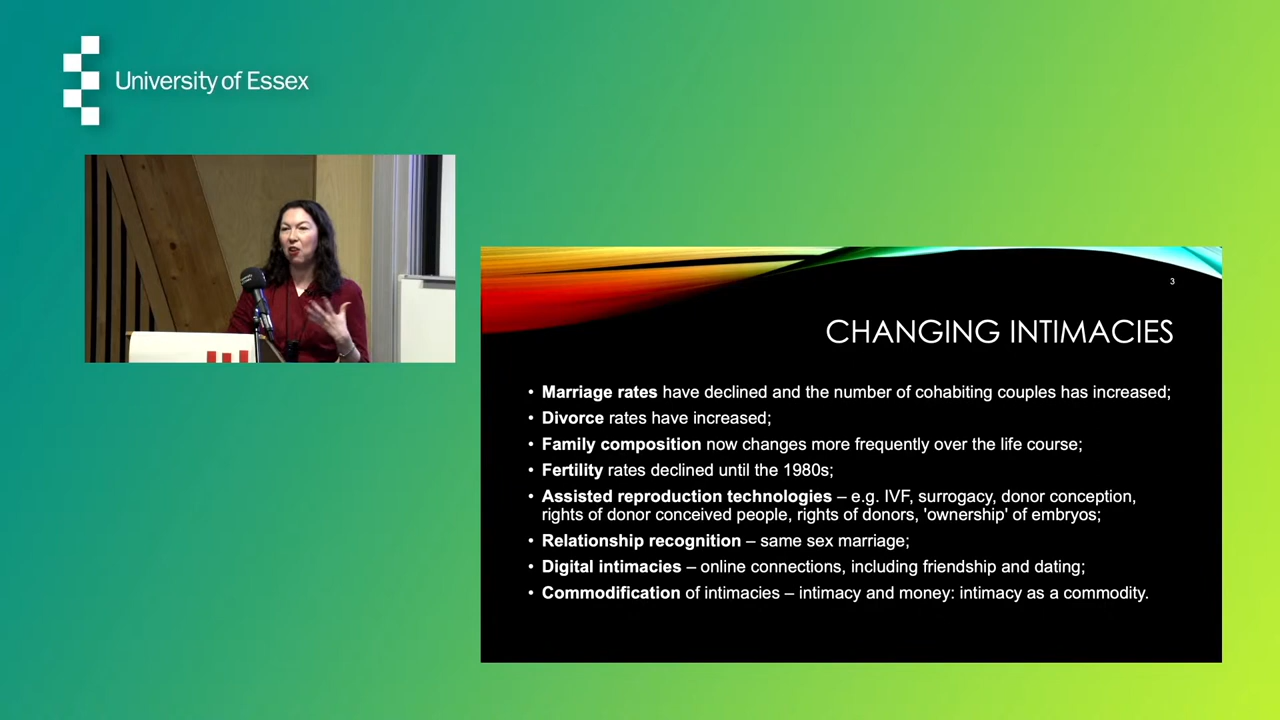 University of Essex
3
CHANGING INTIMACIES
• Marriage rates have declined and the number of cohabiting couples has increased;
• Divorce rates have increased;
• Family composition now changes more frequently over the life course;
• Fertility rates declined until the 1980s;
• Assisted reproduction technologies – e.g. IVF, surrogacy, donor conception,
rights of donor conceived people, rights of donors, 'ownership' of embryos;
• Relationship recognition – same sex marriage;
• Digital intimacies – online connections, including friendship and dating;
• Commodification of intimacies – intimacy and money: intimacy as a commodity.